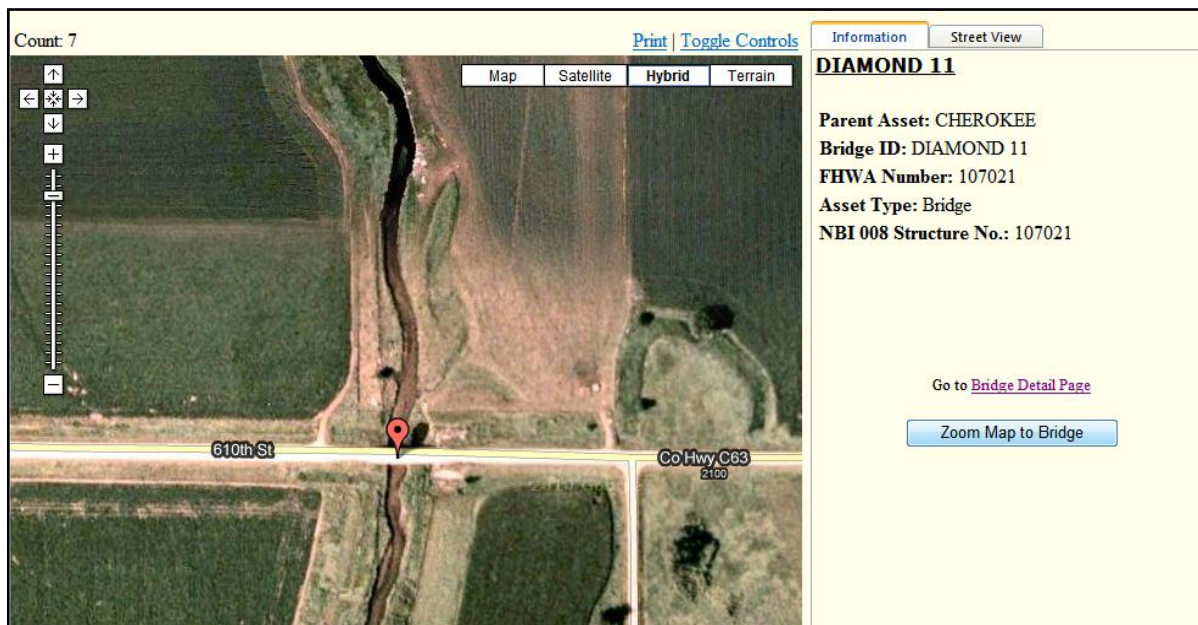 Count: 7
Print | Toggle Controls
Map
Satellite
Hybrid
Terrain
610th St
Co Hwy C63
2100
Information
Street View
DIAMOND 11
Parent Asset: CHEROKEE
Bridge ID: DIAMOND 11
FHWA Number: 107021
Asset Type: Bridge
NBI 008 Structure No.: 107021
Go to Bridge Detail Page
Zoom Map to Bridge